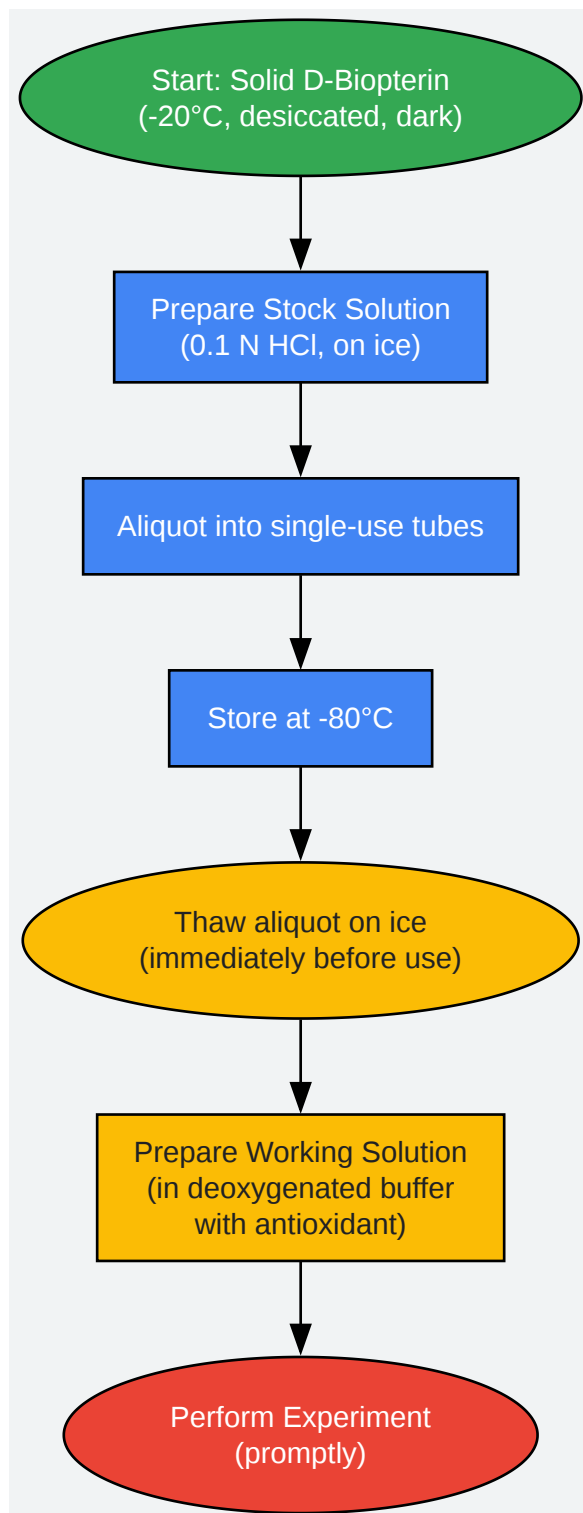 Start: Solid D-Biopterin
(-20°C, desiccated, dark)
Prepare Stock Solution
(0.1 N HCl, on ice)
Aliquot into single-use tubes
Store at -80°C
Thaw aliquot on ice
(immediately before use)
Prepare Working Solution
(in deoxygenated buffer
with antioxidant)
Perform Experiment
(promptly)